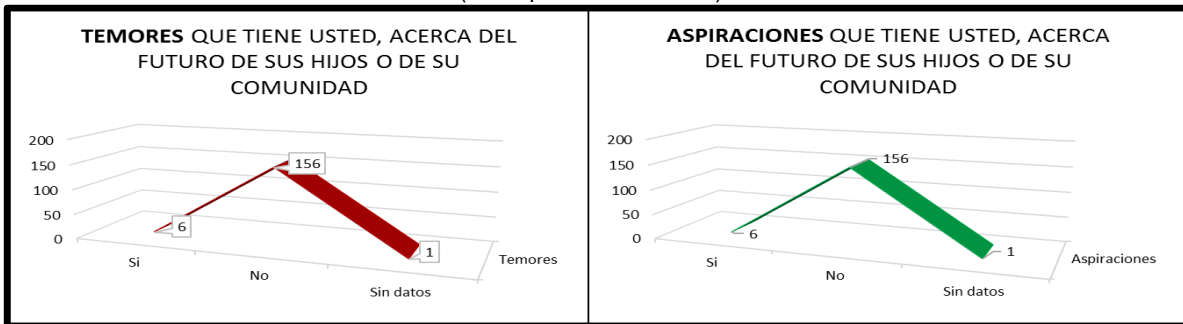 TEMORES QUE TIENE USTED, ACERCA DEL
FUTURO DE SUS HIJOS O DE SU
COMUNIDAD
200
150
100
50
0
6
156
1
Si
No
Sin datos
Temores
ASPIRACIONES QUE TIENE USTED, ACERCA
DEL FUTURO DE SUS HIJOS O DE SU
COMUNIDAD
200
150
100
50
0
6
156
1
Si
No
Sin datos
Aspiraciones